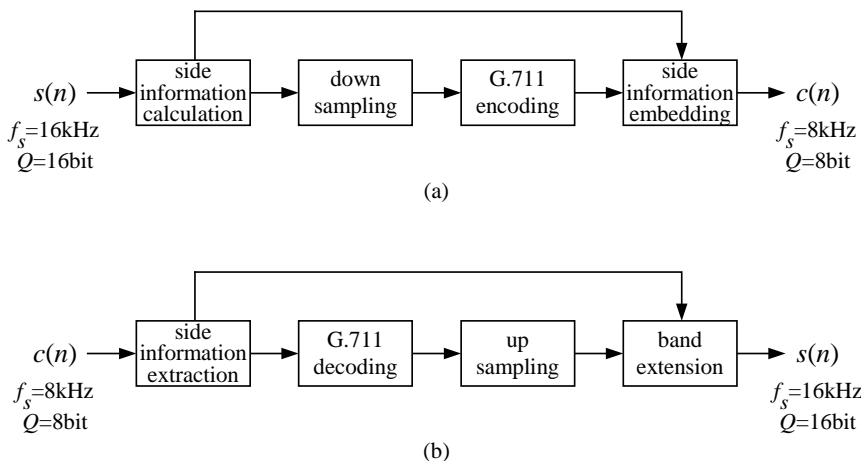 s(n)
f_s=16kHz
Q=16bit
side
information
calculation
down
sampling
G.711
encoding
side
information
embedding
c(n)
f_s=8kHz
Q=8bit
(a)
c(n)
f_s=8kHz
Q=8bit
side
information
extraction
G.711
decoding
up
sampling
band
extension
s(n)
f_s=16kHz
Q=16bit
(b)